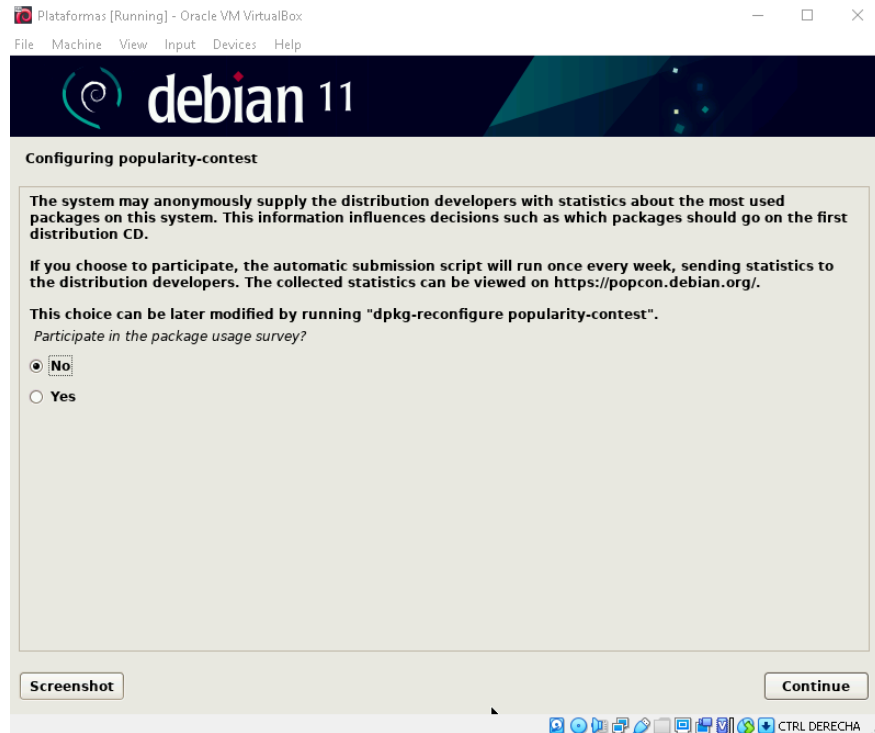 Plataformas [Running] - Oracle VM VirtualBox
File Machine View Input Devices Help
debian 11
Configuring popularity-contest
The system may anonymously supply the distribution developers with statistics about the most used
packages on this system. This information influences decisions such as which packages should go on the first
distribution CD.
If you choose to participate, the automatic submission script will run once every week, sending statistics to
the distribution developers. The collected statistics can be viewed on https://popcon.debian.org/.
This choice can be later modified by running "dpkg-reconfigure popularity-contest".
Participate in the package usage survey?
No
Yes
Screenshot
Continue
CTRL DERECHA